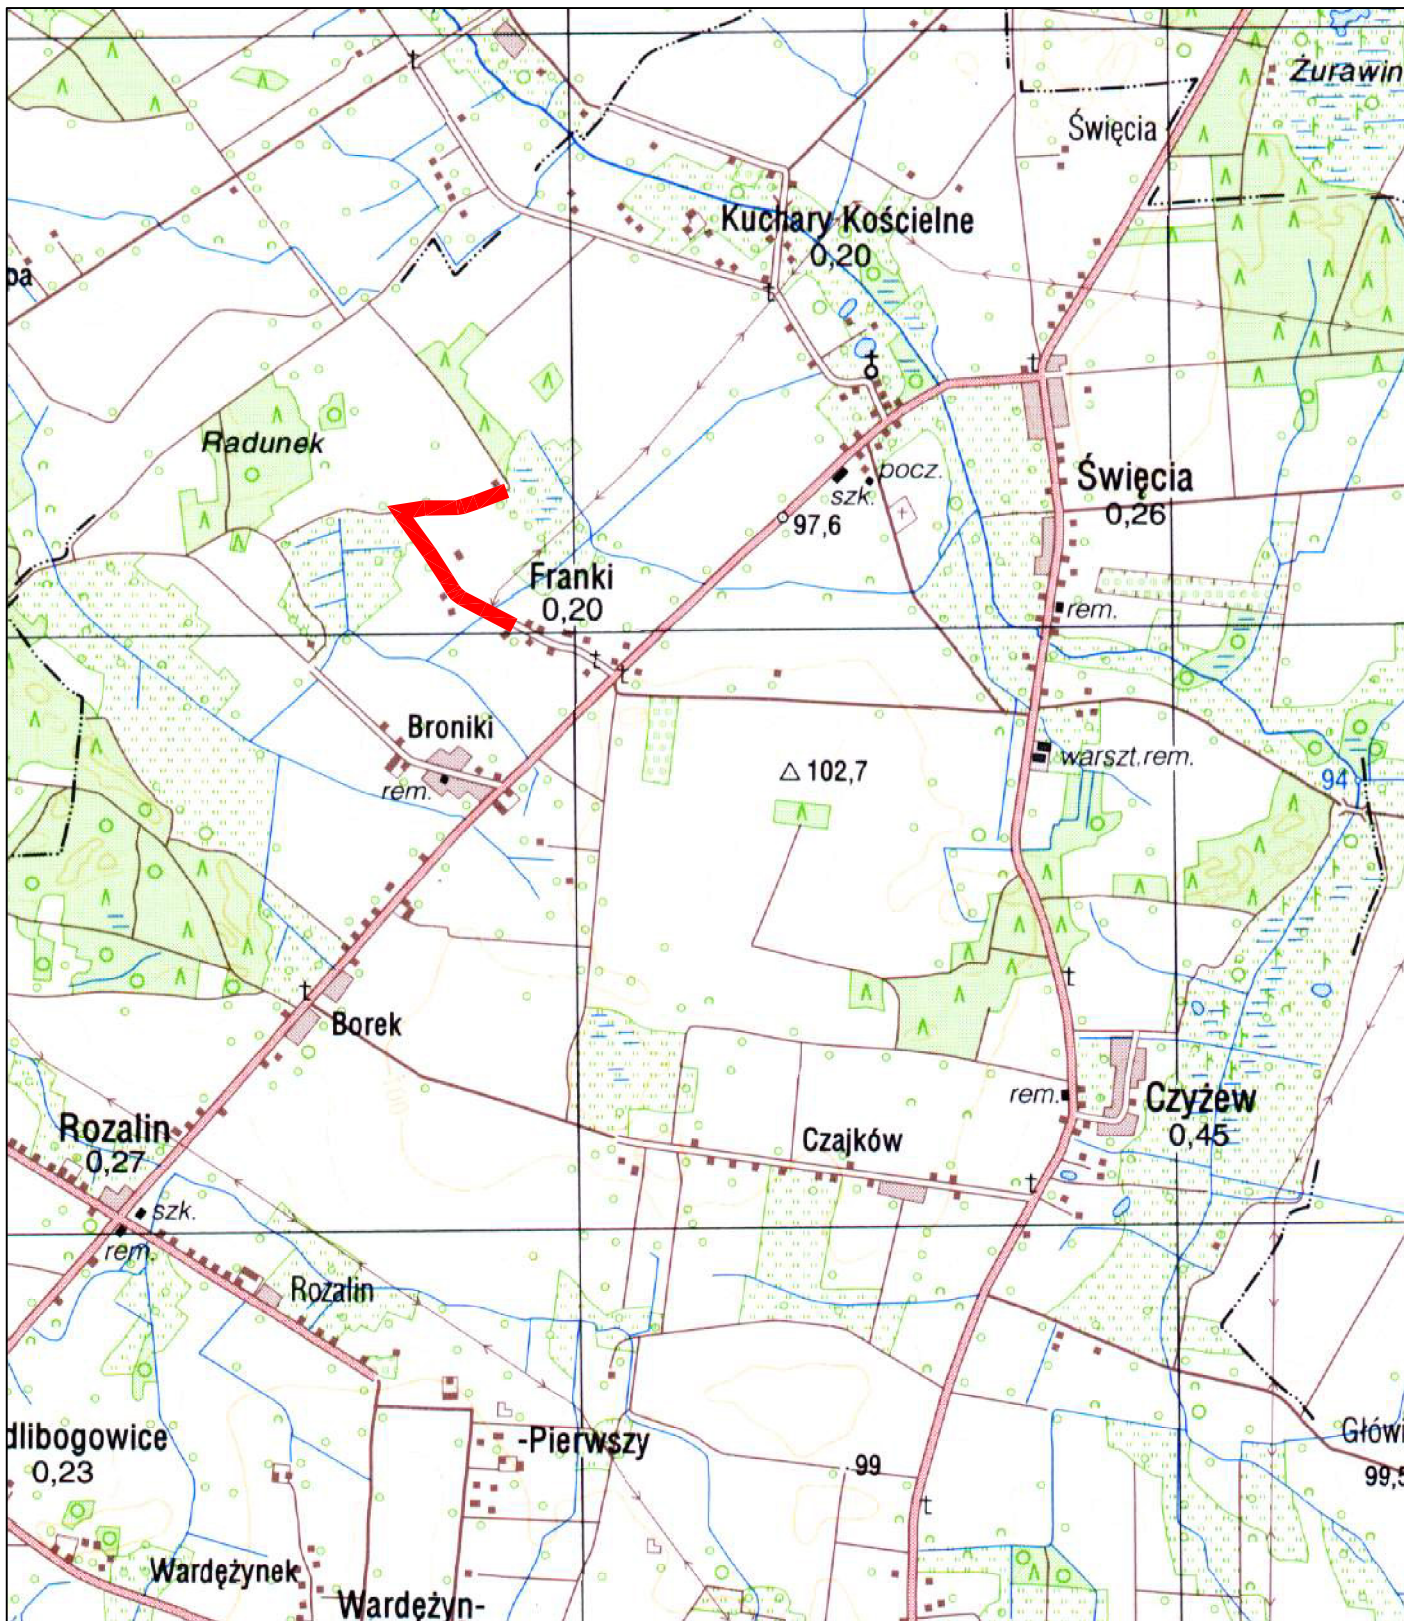 Żurawin
Święcia
Kuchary Kościelne
0,20
pa
Radunek
pocz.
szk.
Święcia
0,26
97,6
Franki
0,20
rem.
Broniki
rem.
102,7
warszt.rem.
94
Borek
rem.
Czyżew
0,45
Rozalin
0,27
Czajków
szk.
rem.
Rozalin
dlibogowice
0,23
-Pierwszy
99
Główi
99,5
Wardężynek
Wardężyn-